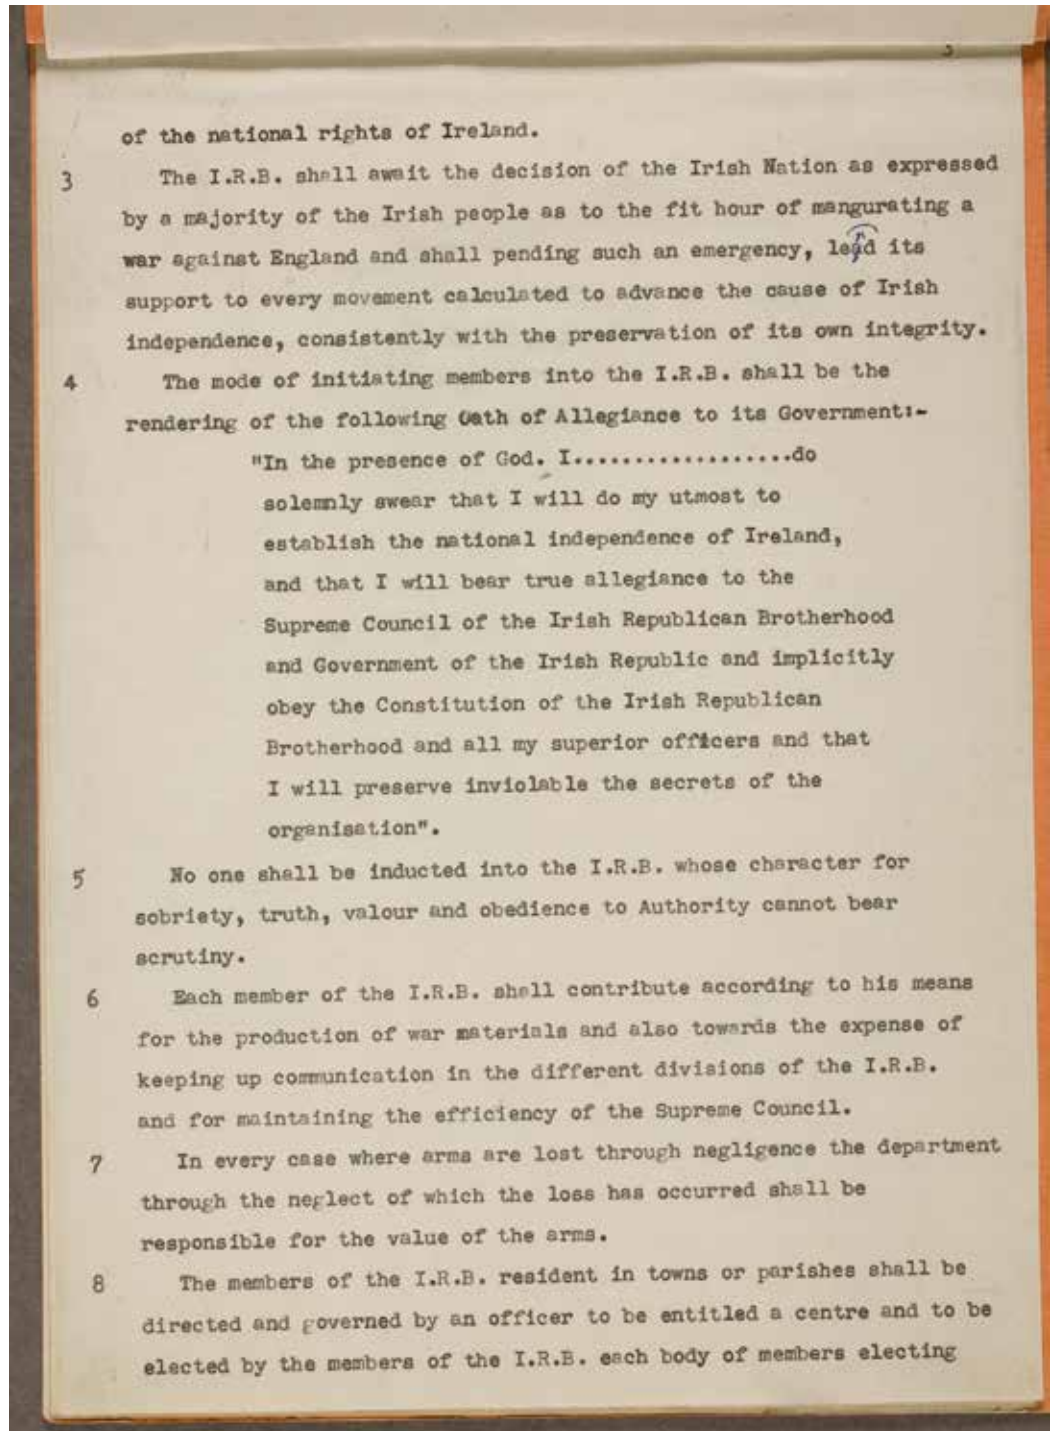 3
of the national rights of Ireland.
3 The I.R.B. shall await the decision of the Irish Nation as expressed
by a majority of the Irish people as to the fit hour of mangurating a
war against England and shall pending such an emergency, lead its
support to every movement calculated to advance the cause of Irish
independence, consistently with the preservation of its own integrity.
4 The mode of initiating members into the I.R.B. shall be the
rendering of the following Oath of Allegiance to its Government:-
"In the presence of God. I..................do
solemnly swear that I will do my utmost to
establish the national independence of Ireland,
and that I will bear true allegiance to the
Supreme Council of the Irish Republican Brotherhood
and Government of the Irish Republic and implicitly
obey the Constitution of the Irish Republican
Brotherhood and all my superior officers and that
I will preserve inviolable the secrets of the
organisation".
5 No one shall be inducted into the I.R.B. whose character for
sobriety, truth, valour and obedience to Authority cannot bear
scrutiny.
6 Each member of the I.R.B. shall contribute according to his means
for the production of war materials and also towards the expense of
keeping up communication in the different divisions of the I.R.B.
and for maintaining the efficiency of the Supreme Council.
7 In every case where arms are lost through negligence the department
through the neglect of which the loss has occurred shall be
responsible for the value of the arms.
8 The members of the I.R.B. resident in towns or parishes shall be
directed and governed by an officer to be entitled a centre and to be
elected by the members of the I.R.B. each body of members electing